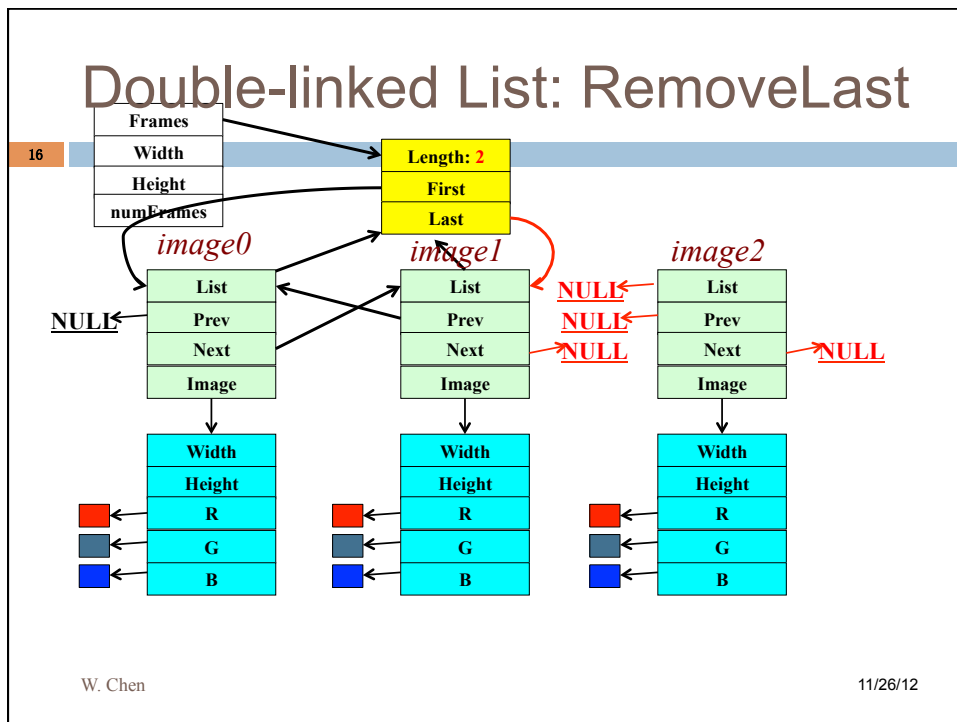 Double-linked List: RemoveLast
16
Frames
Width
Height
numFrames
Length: 2
First
Last
image0
image1
image2
List
Prev
Next
Image
NULL
List
Prev
Next
Image
NULL
NULL
NULL
List
Prev
Next
Image
NULL
Width
Height
R
G
B
Width
Height
R
G
B
Width
Height
R
G
B
W. Chen
11/26/12